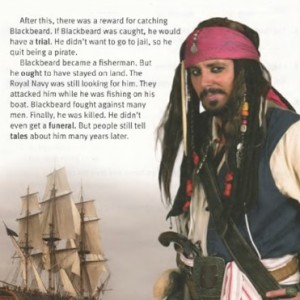 After this, there was a reward for catching
Blackbeard. If Blackbeard was caught, he would
have a trial. He didn't want to go to jail, so he
quit being a pirate.
Blackbeard became a fisherman. But
he ought to have stayed on land. The
Royal Navy was still looking for him. They
attacked him while he was fishing on his
boat. Blackbeard fought against many
men. Finally, he was killed. He didn't
even get a funeral. But people still tell
tales about him many years later.